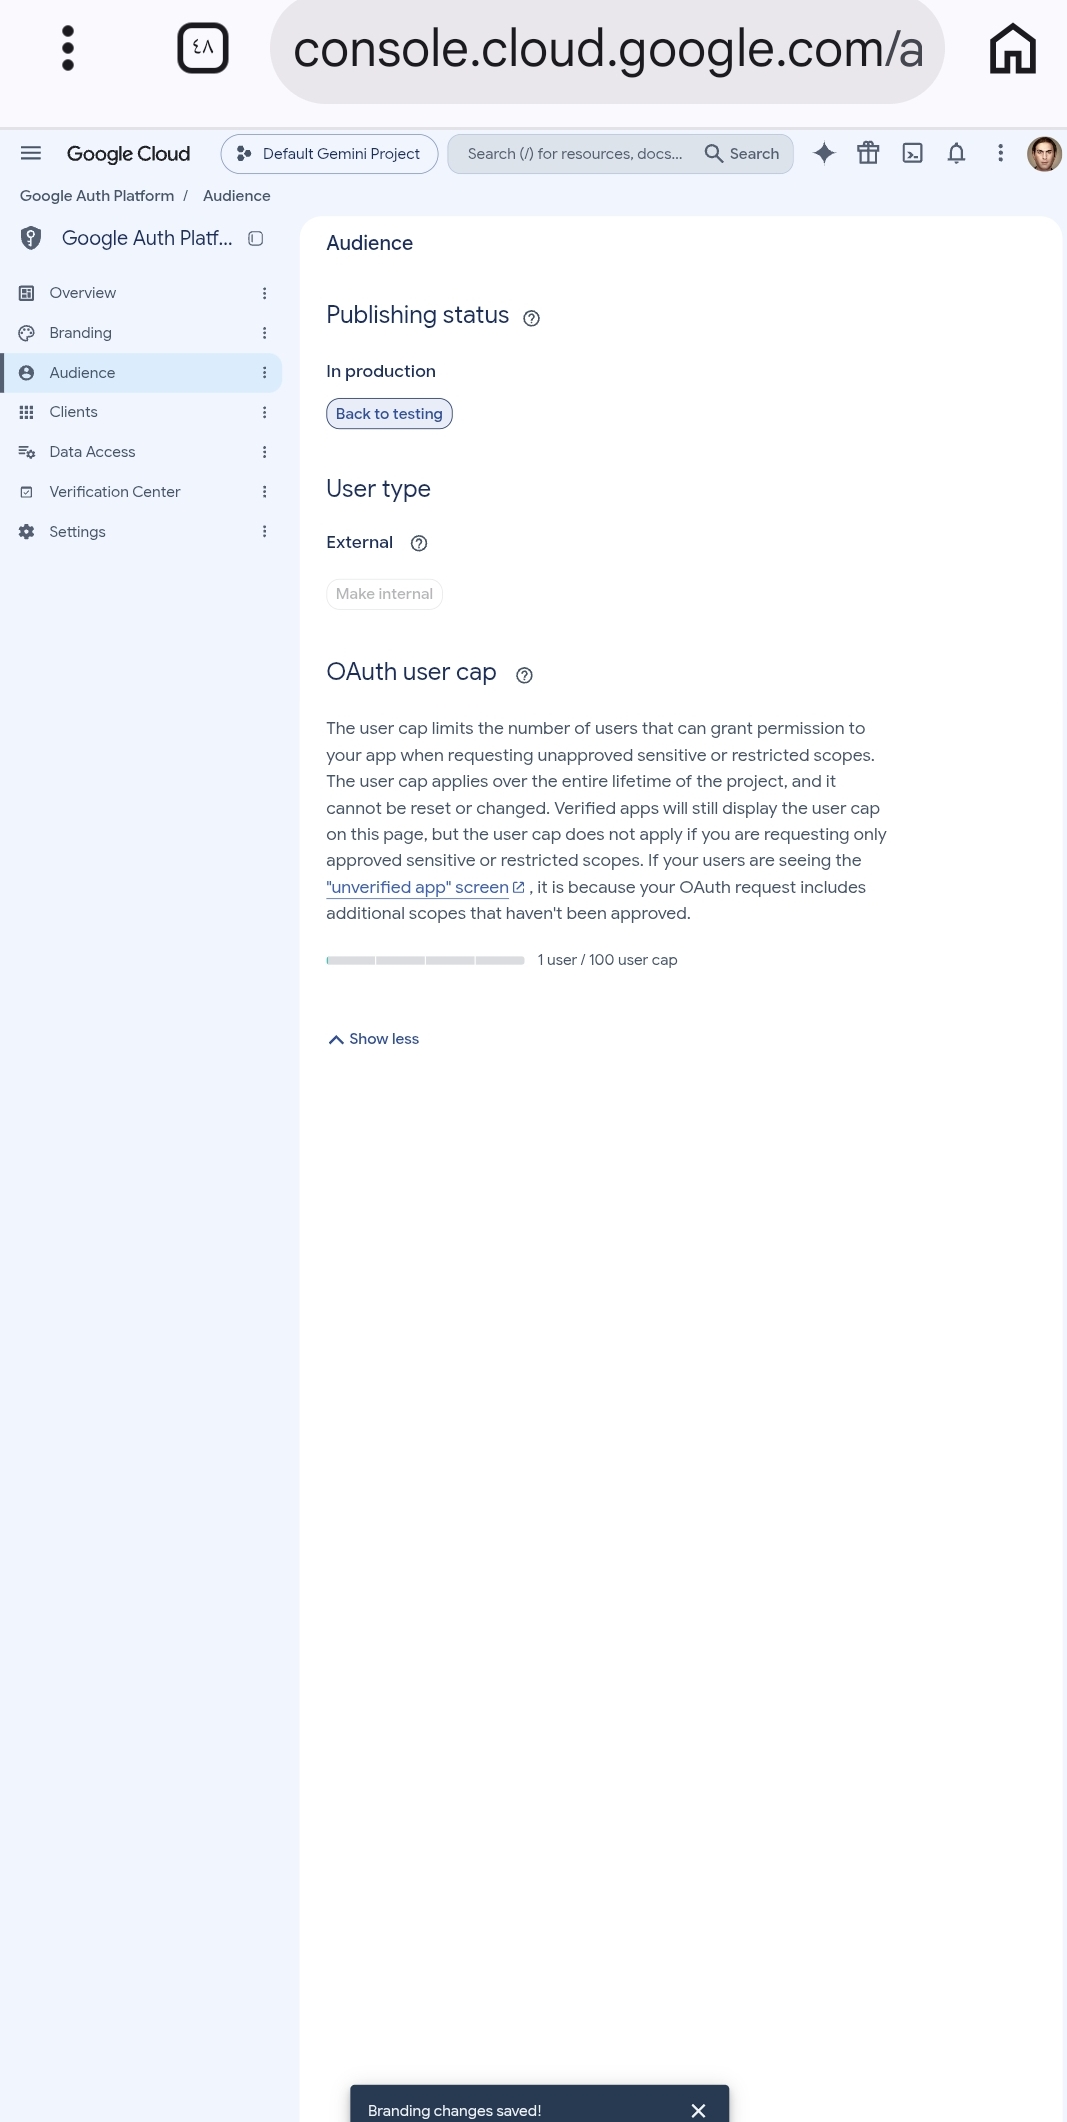 ٤٨
console.cloud.google.com/a
Google Cloud
Default Gemini Project
Search (/) for resources, docs...
Search
Google Auth Platform / Audience
Google Auth Platf...
Overview
Branding
Audience
Clients
Data Access
Verification Center
Settings
Audience
Publishing status
In production
Back to testing
User type
External
Make internal
OAuth user cap
The user cap limits the number of users that can grant permission to
your app when requesting unapproved sensitive or restricted scopes.
The user cap applies over the entire lifetime of the project, and it
cannot be reset or changed. Verified apps will still display the user cap
on this page, but the user cap does not apply if you are requesting only
approved sensitive or restricted scopes. If your users are seeing the
"unverified app" screen , it is because your OAuth request includes
additional scopes that haven't been approved.
1 user / 100 user cap
Show less
Branding changes saved!